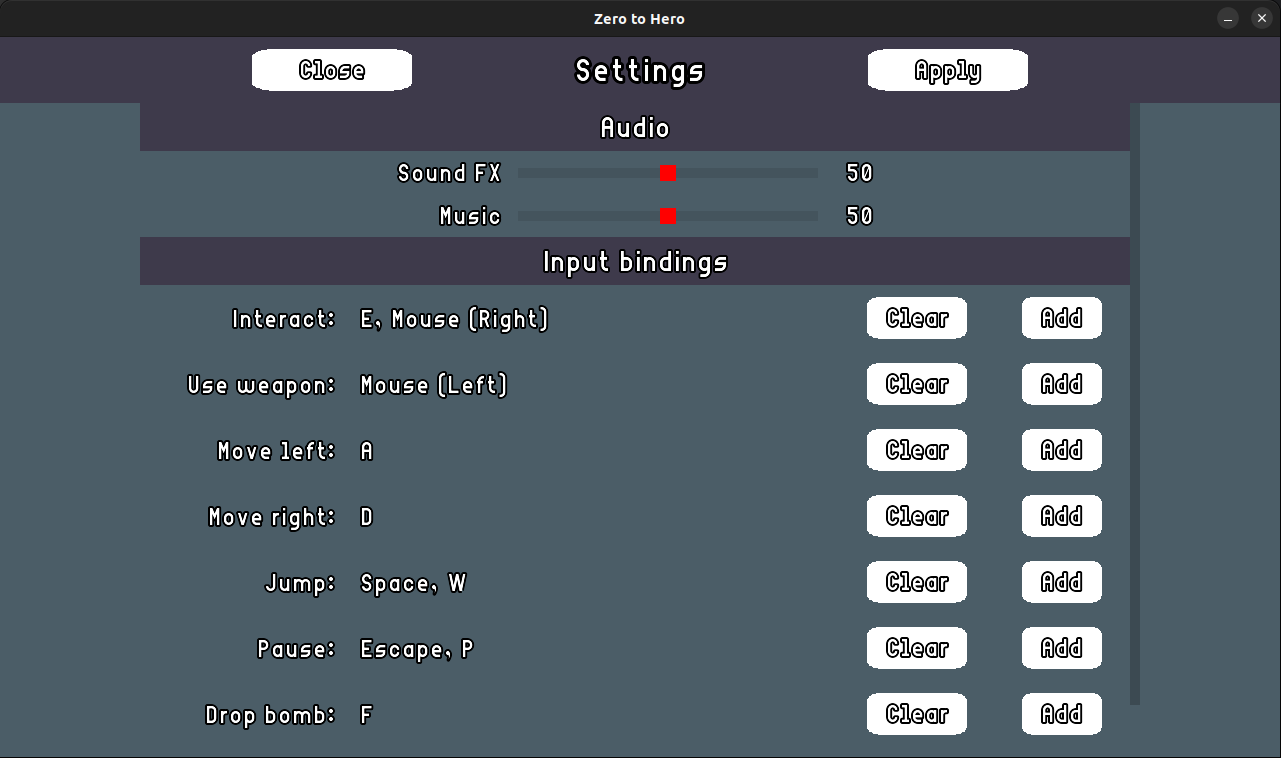 Zero to Hero
Close Settings Apply
Audio
Sound FX 50
Music 50
Input bindings
Interact: E, Mouse (Right) Clear Add
Use weapon: Mouse (Left) Clear Add
Move left: A Clear Add
Move right: D Clear Add
Jump: Space, W Clear Add
Pause: Escape, P Clear Add
Drop bomb: F Clear Add